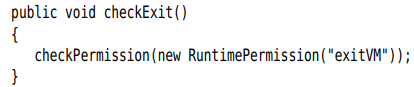 public void checkExit()
{
checkPermission(new RuntimePermission("exitVM"));
}